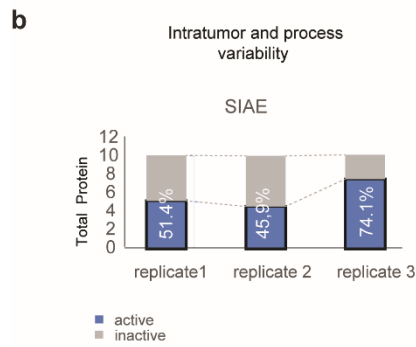 b
Intratumor and process
variability
SIAE
Total Protein
12
10
8
6
4
2
0
51.4%
45,9%
74.1%
replicate1
replicate 2
replicate 3
active
inactive